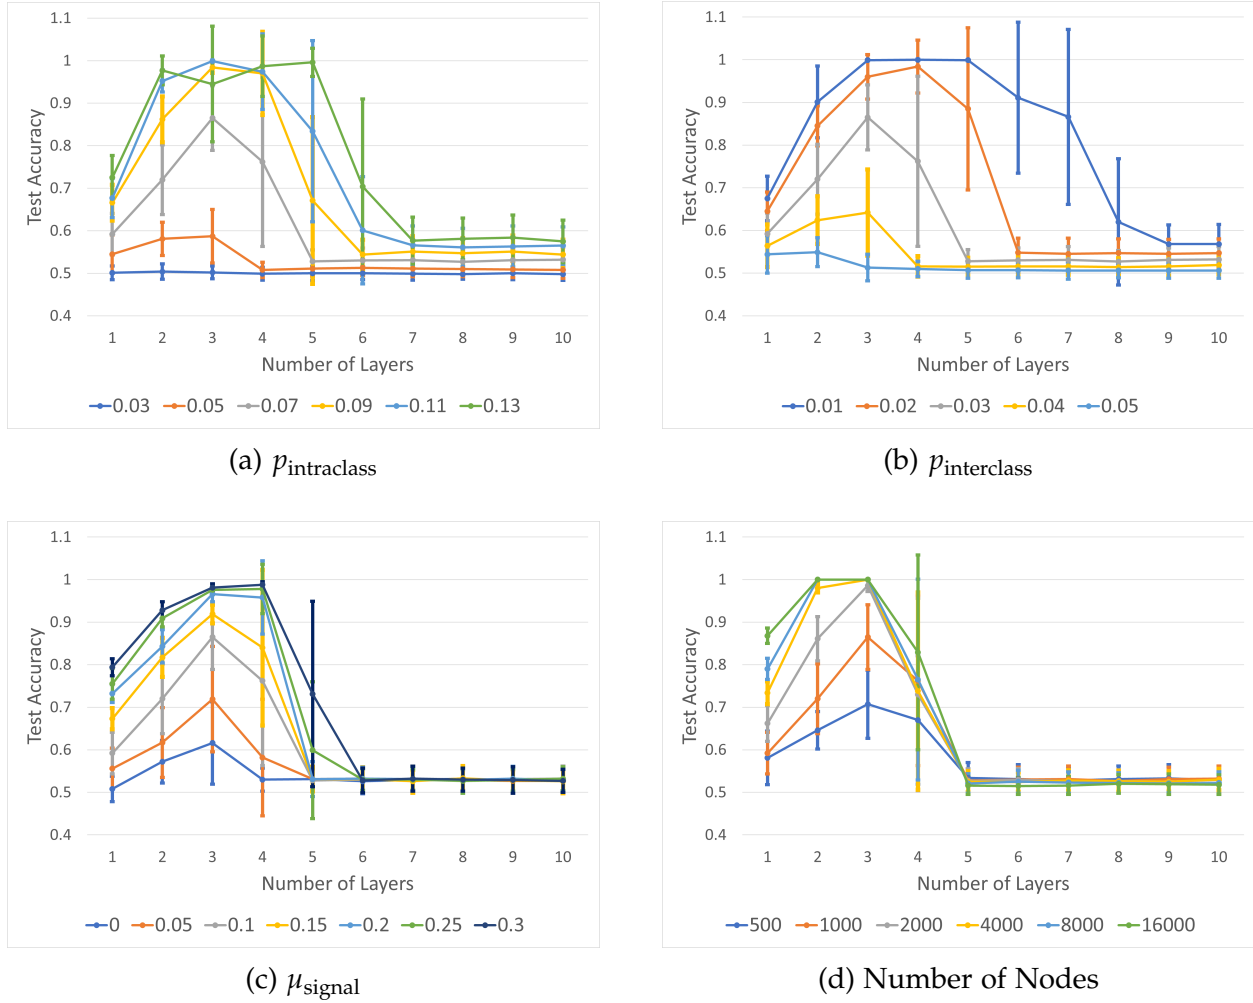 1.1
1
0.9
0.8
0.7
0.6
0.5
0.4
Test Accuracy
1 2 3 4 5 6 7 8 9 10
Number of Layers
0.03 0.05 0.07 0.09 0.11 0.13
(a) p_intraclass
1.1
1
0.9
0.8
0.7
0.6
0.5
0.4
Test Accuracy
1 2 3 4 5 6 7 8 9 10
Number of Layers
0.01 0.02 0.03 0.04 0.05
(b) p_interclass
1.1
1
0.9
0.8
0.7
0.6
0.5
0.4
Test Accuracy
1 2 3 4 5 6 7 8 9 10
Number of Layers
0 0.05 0.1 0.15 0.2 0.25 0.3
(c) μ_signal
1.1
1
0.9
0.8
0.7
0.6
0.5
0.4
Test Accuracy
1 2 3 4 5 6 7 8 9 10
Number of Layers
500 1000 2000 4000 8000 16000
(d) Number of Nodes